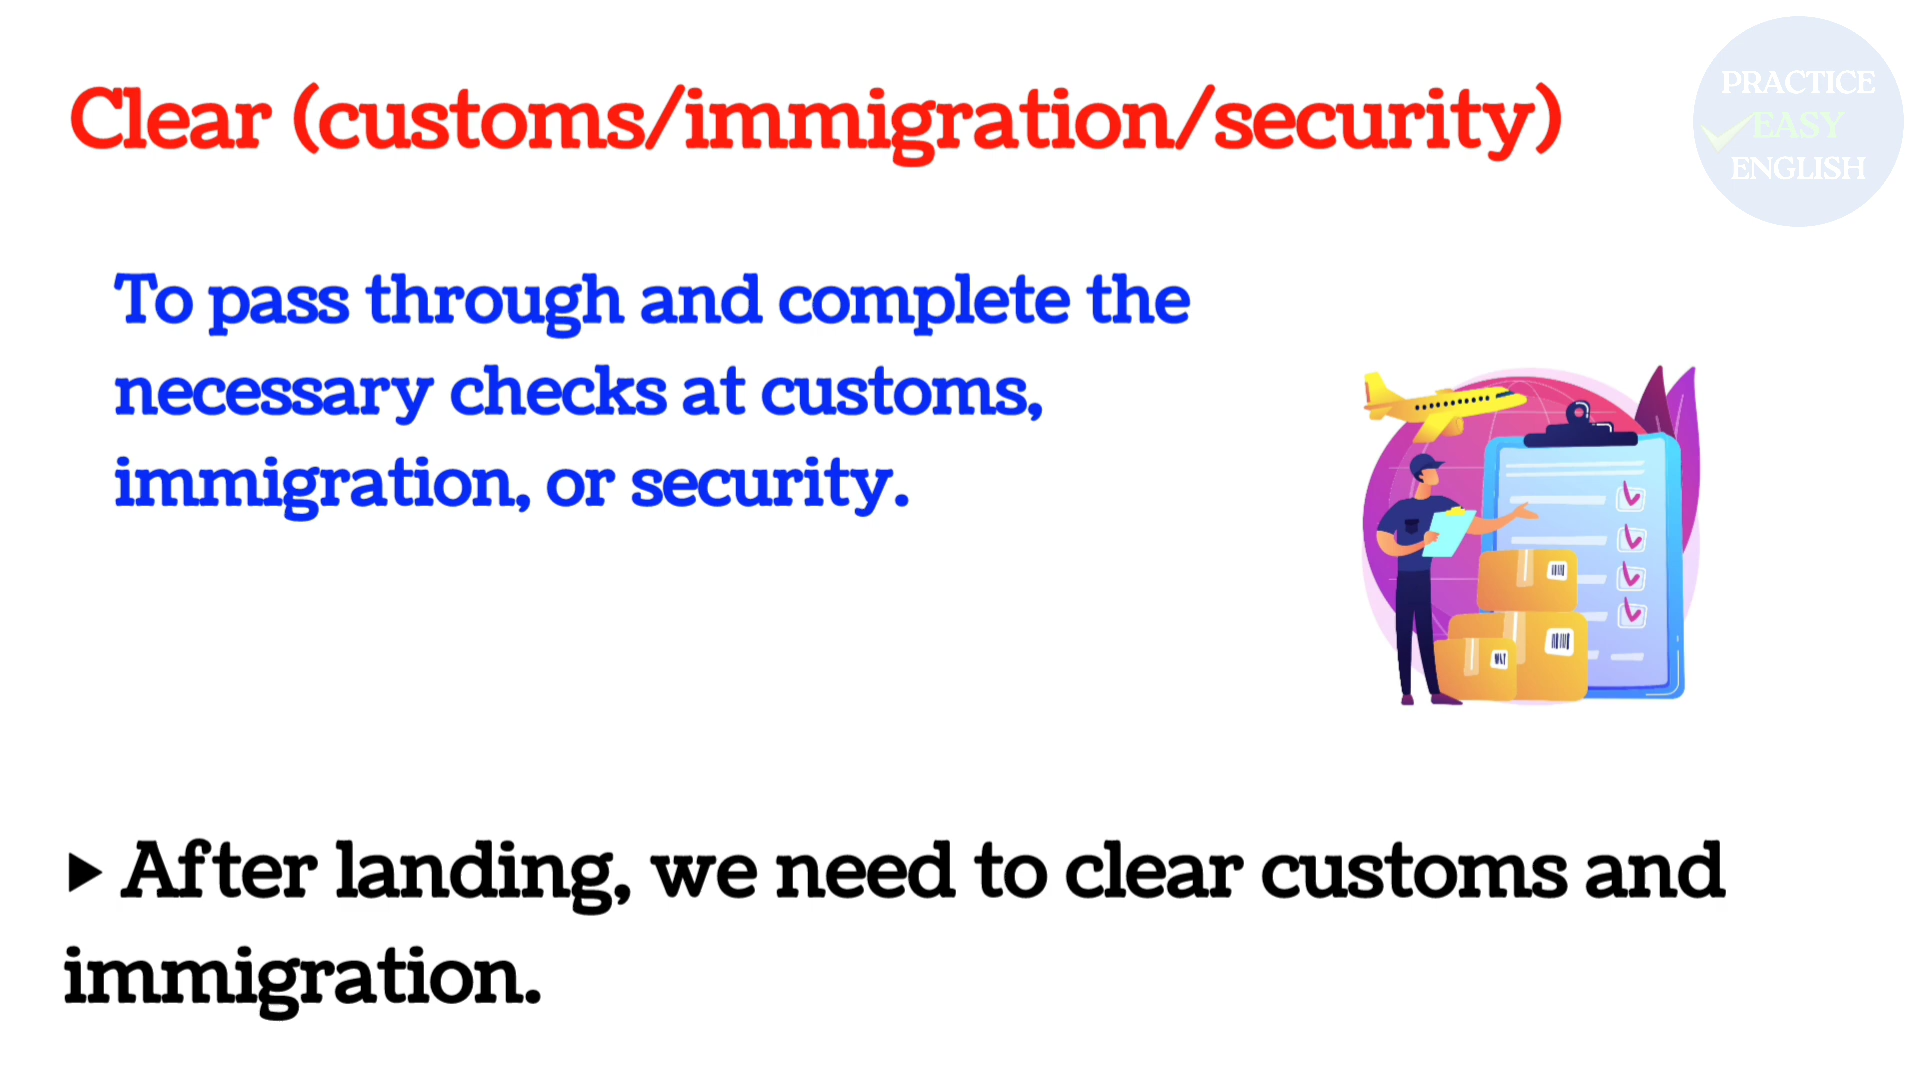 Clear (customs/immigration/security)
PRACTICE
EASY
ENGLISH
To pass through and complete the
necessary checks at customs,
immigration, or security.
▶ After landing, we need to clear customs and
immigration.